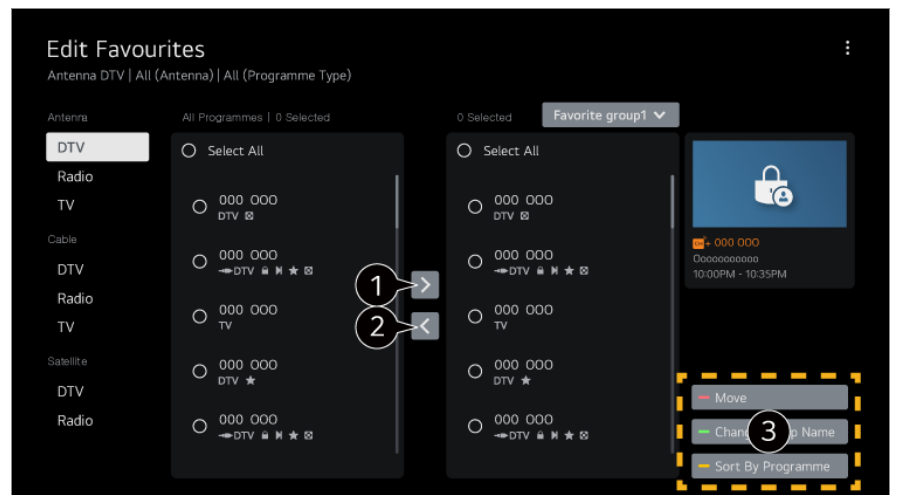 Edit Favourites
Antenna DTV | All (Antenna) | All (Programme Type)
Antenna
DTV
Radio
TV
Cable
DTV
Radio
TV
Satellite
DTV
Radio
All Programmes | 0 Selected
Select All
000 000
DTV
000 000
DTV
000 000
TV
000 000
DTV ★
000 000
DTV ★
1 >
2 <
0 Selected
Favorite group1
Select All
000 000
DTV
000 000
DTV ★
000 000
TV
000 000
DTV ★
000 000
DTV ★
CH+ 000 000
Ooooooooooo
10:00PM - 10:35PM
Move
3
Name
Sort By Programme